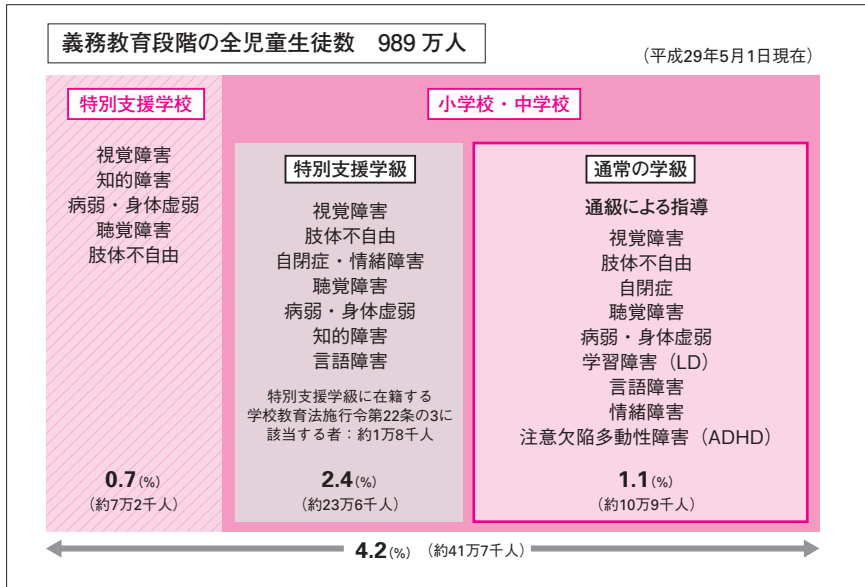 義務教育段階の全児童生徒数　989万人
（平成29年5月1日現在）
特別支援学校
視覚障害
知的障害
病弱・身体虚弱
聴覚障害
肢体不自由
0.7(%)
（約7万2千人）
小学校・中学校
特別支援学級
視覚障害
肢体不自由
自閉症・情緒障害
聴覚障害
病弱・身体虚弱
知的障害
言語障害
特別支援学級に在籍する
学校教育法施行令第22条の3に
該当する者：約1万8千人
2.4(%)
（約23万6千人）
通常の学級
通級による指導
視覚障害
肢体不自由
自閉症
聴覚障害
病弱・身体虚弱
学習障害（LD）
言語障害
情緒障害
注意欠陥多動性障害（ADHD）
1.1(%)
（約10万9千人）
4.2(%)　（約41万7千人）